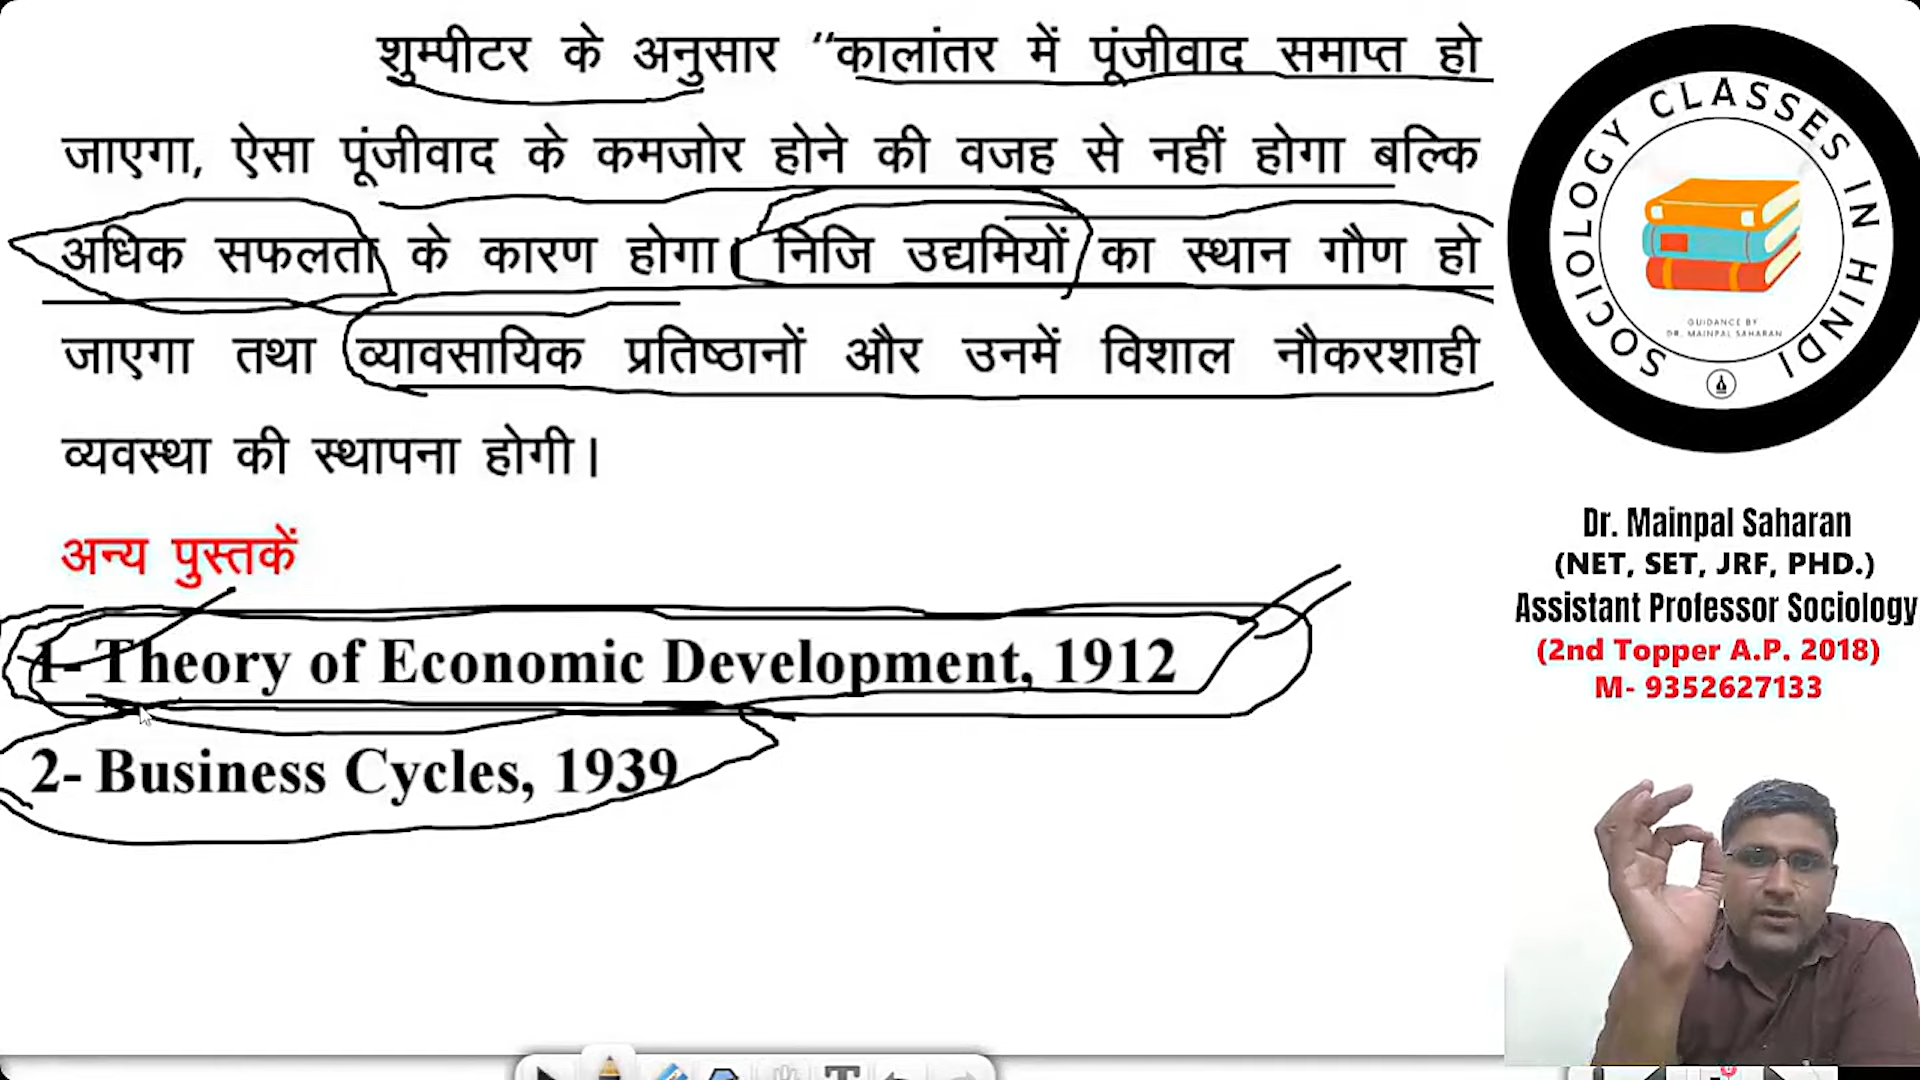 शुम्पीटर के अनुसार “कालांतर में पूंजीवाद समाप्त हो
जाएगा, ऐसा पूंजीवाद के कमजोर होने की वजह से नहीं होगा बल्कि
अधिक सफलता के कारण होगा। निजि उद्यमियों का स्थान गौण हो
जाएगा तथा व्यावसायिक प्रतिष्ठानों और उनमें विशाल नौकरशाही
व्यवस्था की स्थापना होगी।
अन्य पुस्तकें
1- Theory of Economic Development, 1912
2- Business Cycles, 1939
SOCIOLOGY CLASSES IN HINDI
GUIDANCE BY
DR. MAINPAL SAHARAN
Dr. Mainpal Saharan
(NET, SET, JRF, PHD.)
Assistant Professor Sociology
(2nd Topper A.P. 2018)
M- 9352627133